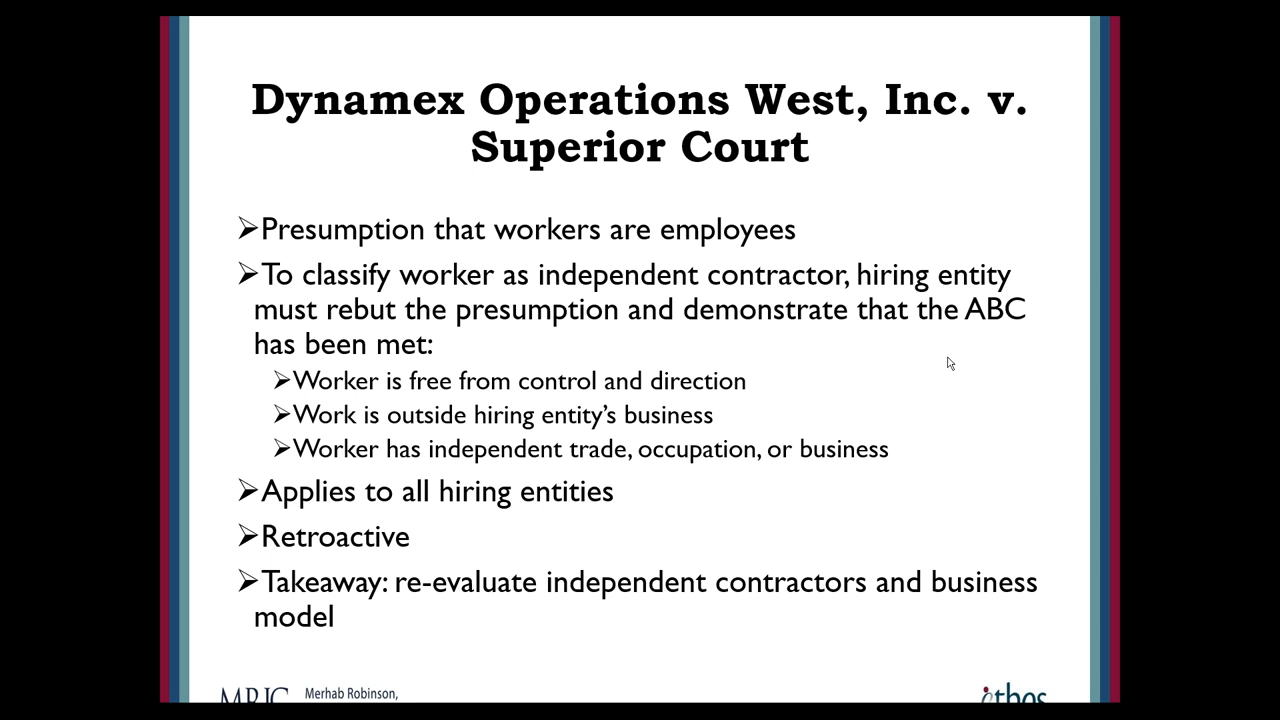 Dynamex Operations West, Inc. v.
Superior Court
➢Presumption that workers are employees
➢To classify worker as independent contractor, hiring entity
must rebut the presumption and demonstrate that the ABC
has been met:
➢Worker is free from control and direction
➢Work is outside hiring entity's business
➢Worker has independent trade, occupation, or business
➢Applies to all hiring entities
➢Retroactive
➢Takeaway: re-evaluate independent contractors and business
model
MRJC Merhab Robinson,
ethos